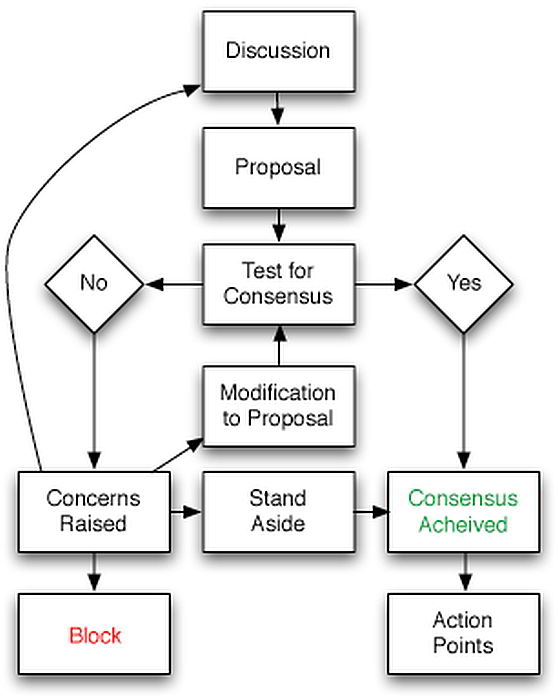 Discussion
Proposal
No
Test for
Consensus
Yes
Modification
to Proposal
Concerns
Raised
Stand
Aside
Consensus
Acheived
Block
Action
Points